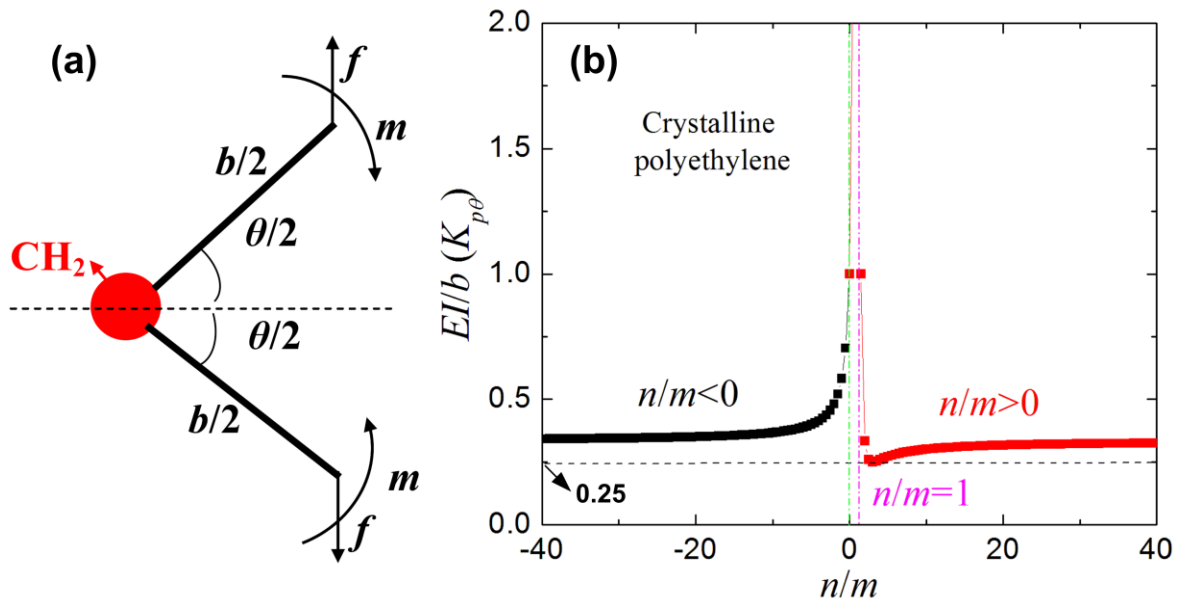 (a)
f
m
b/2
θ/2
CH₂
θ/2
b/2
m
f
(b)
EI/b (Kpθ)
2.0
1.5
1.0
0.5
0.0
Crystalline
polyethylene
n/m<0
n/m>0
0.25
n/m=1
-40
-20
0
20
40
n/m